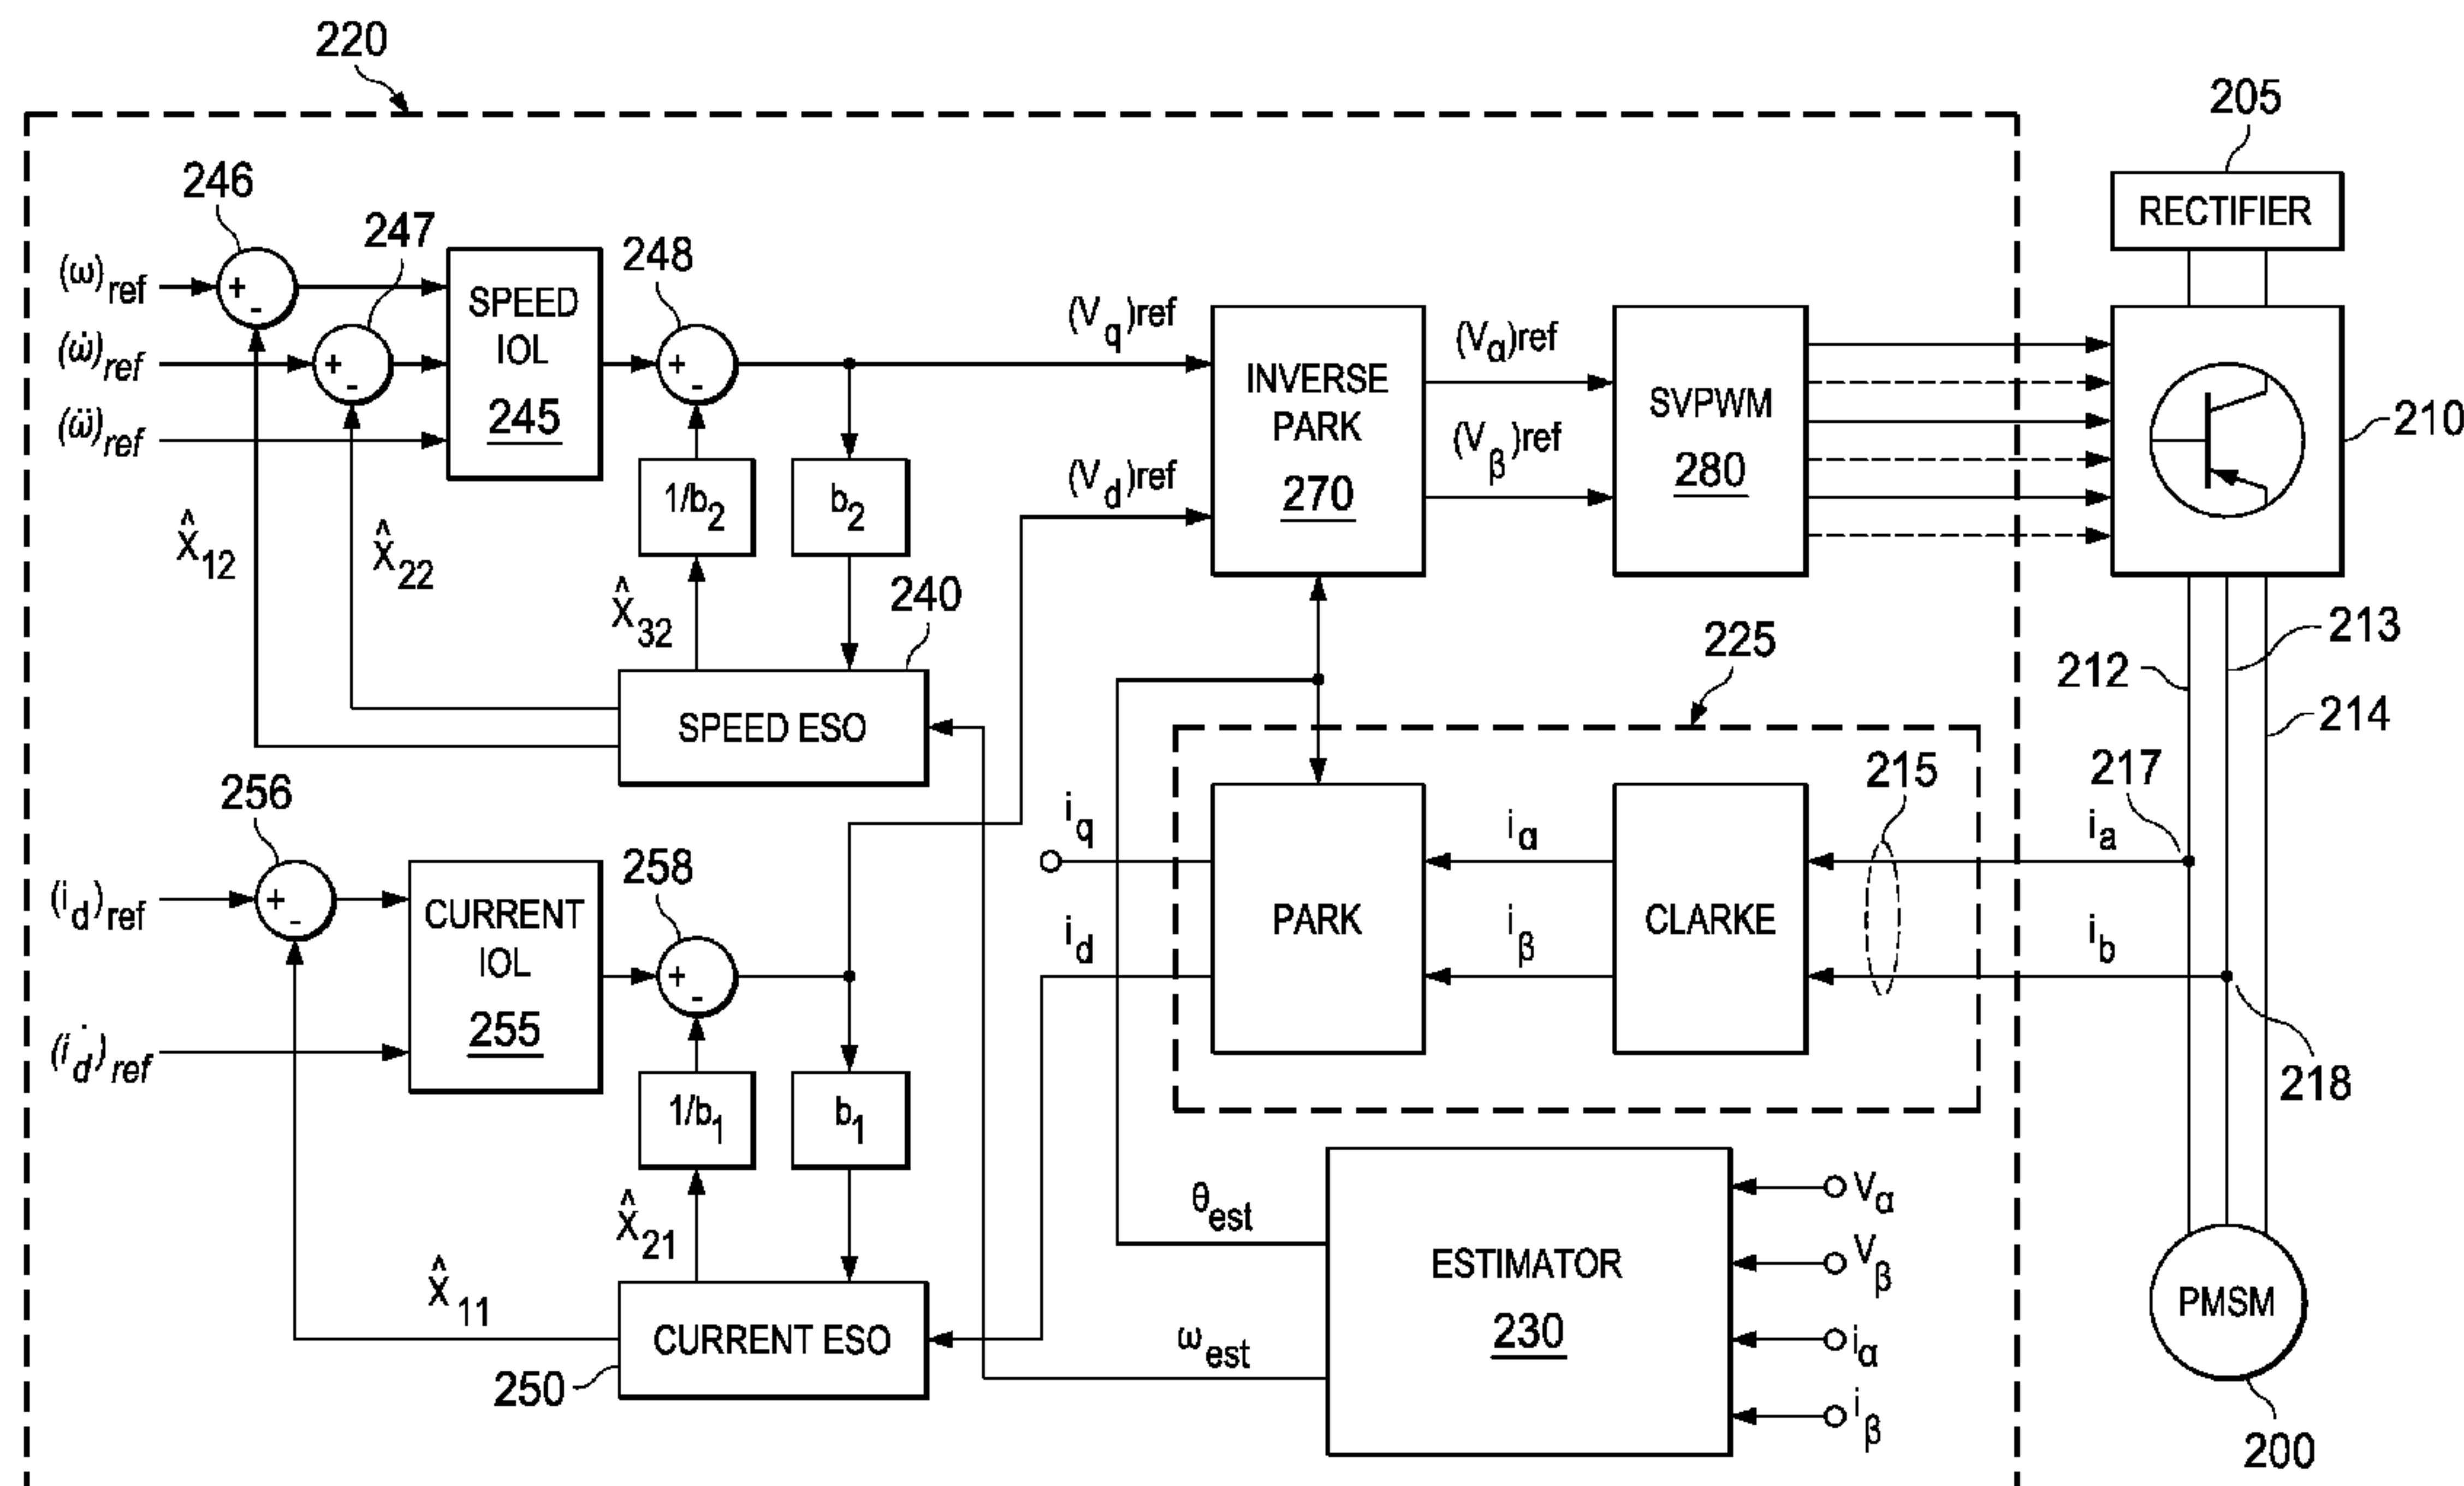 220
205
RECTIFIER
246
247
248
(ω)ref
(ω̇)ref
(ω̈)ref
+
-
+
-
SPEED
IOL
245
+
-
(Vq)ref
(Vd)ref
INVERSE
PARK
270
(Vα)ref
(Vβ)ref
SVPWM
280
210
1/b2
b2
x̂12
x̂22
x̂32
240
SPEED ESO
225
213
212
214
215
217
218
256
258
(id)ref
(i̇d)ref
+
-
CURRENT
IOL
255
+
-
iq
id
PARK
iα
iβ
CLARKE
ia
ib
1/b1
b1
x̂21
x̂11
CURRENT ESO
250
θest
ωest
ESTIMATOR
230
Vα
Vβ
iα
iβ
PMSM
200